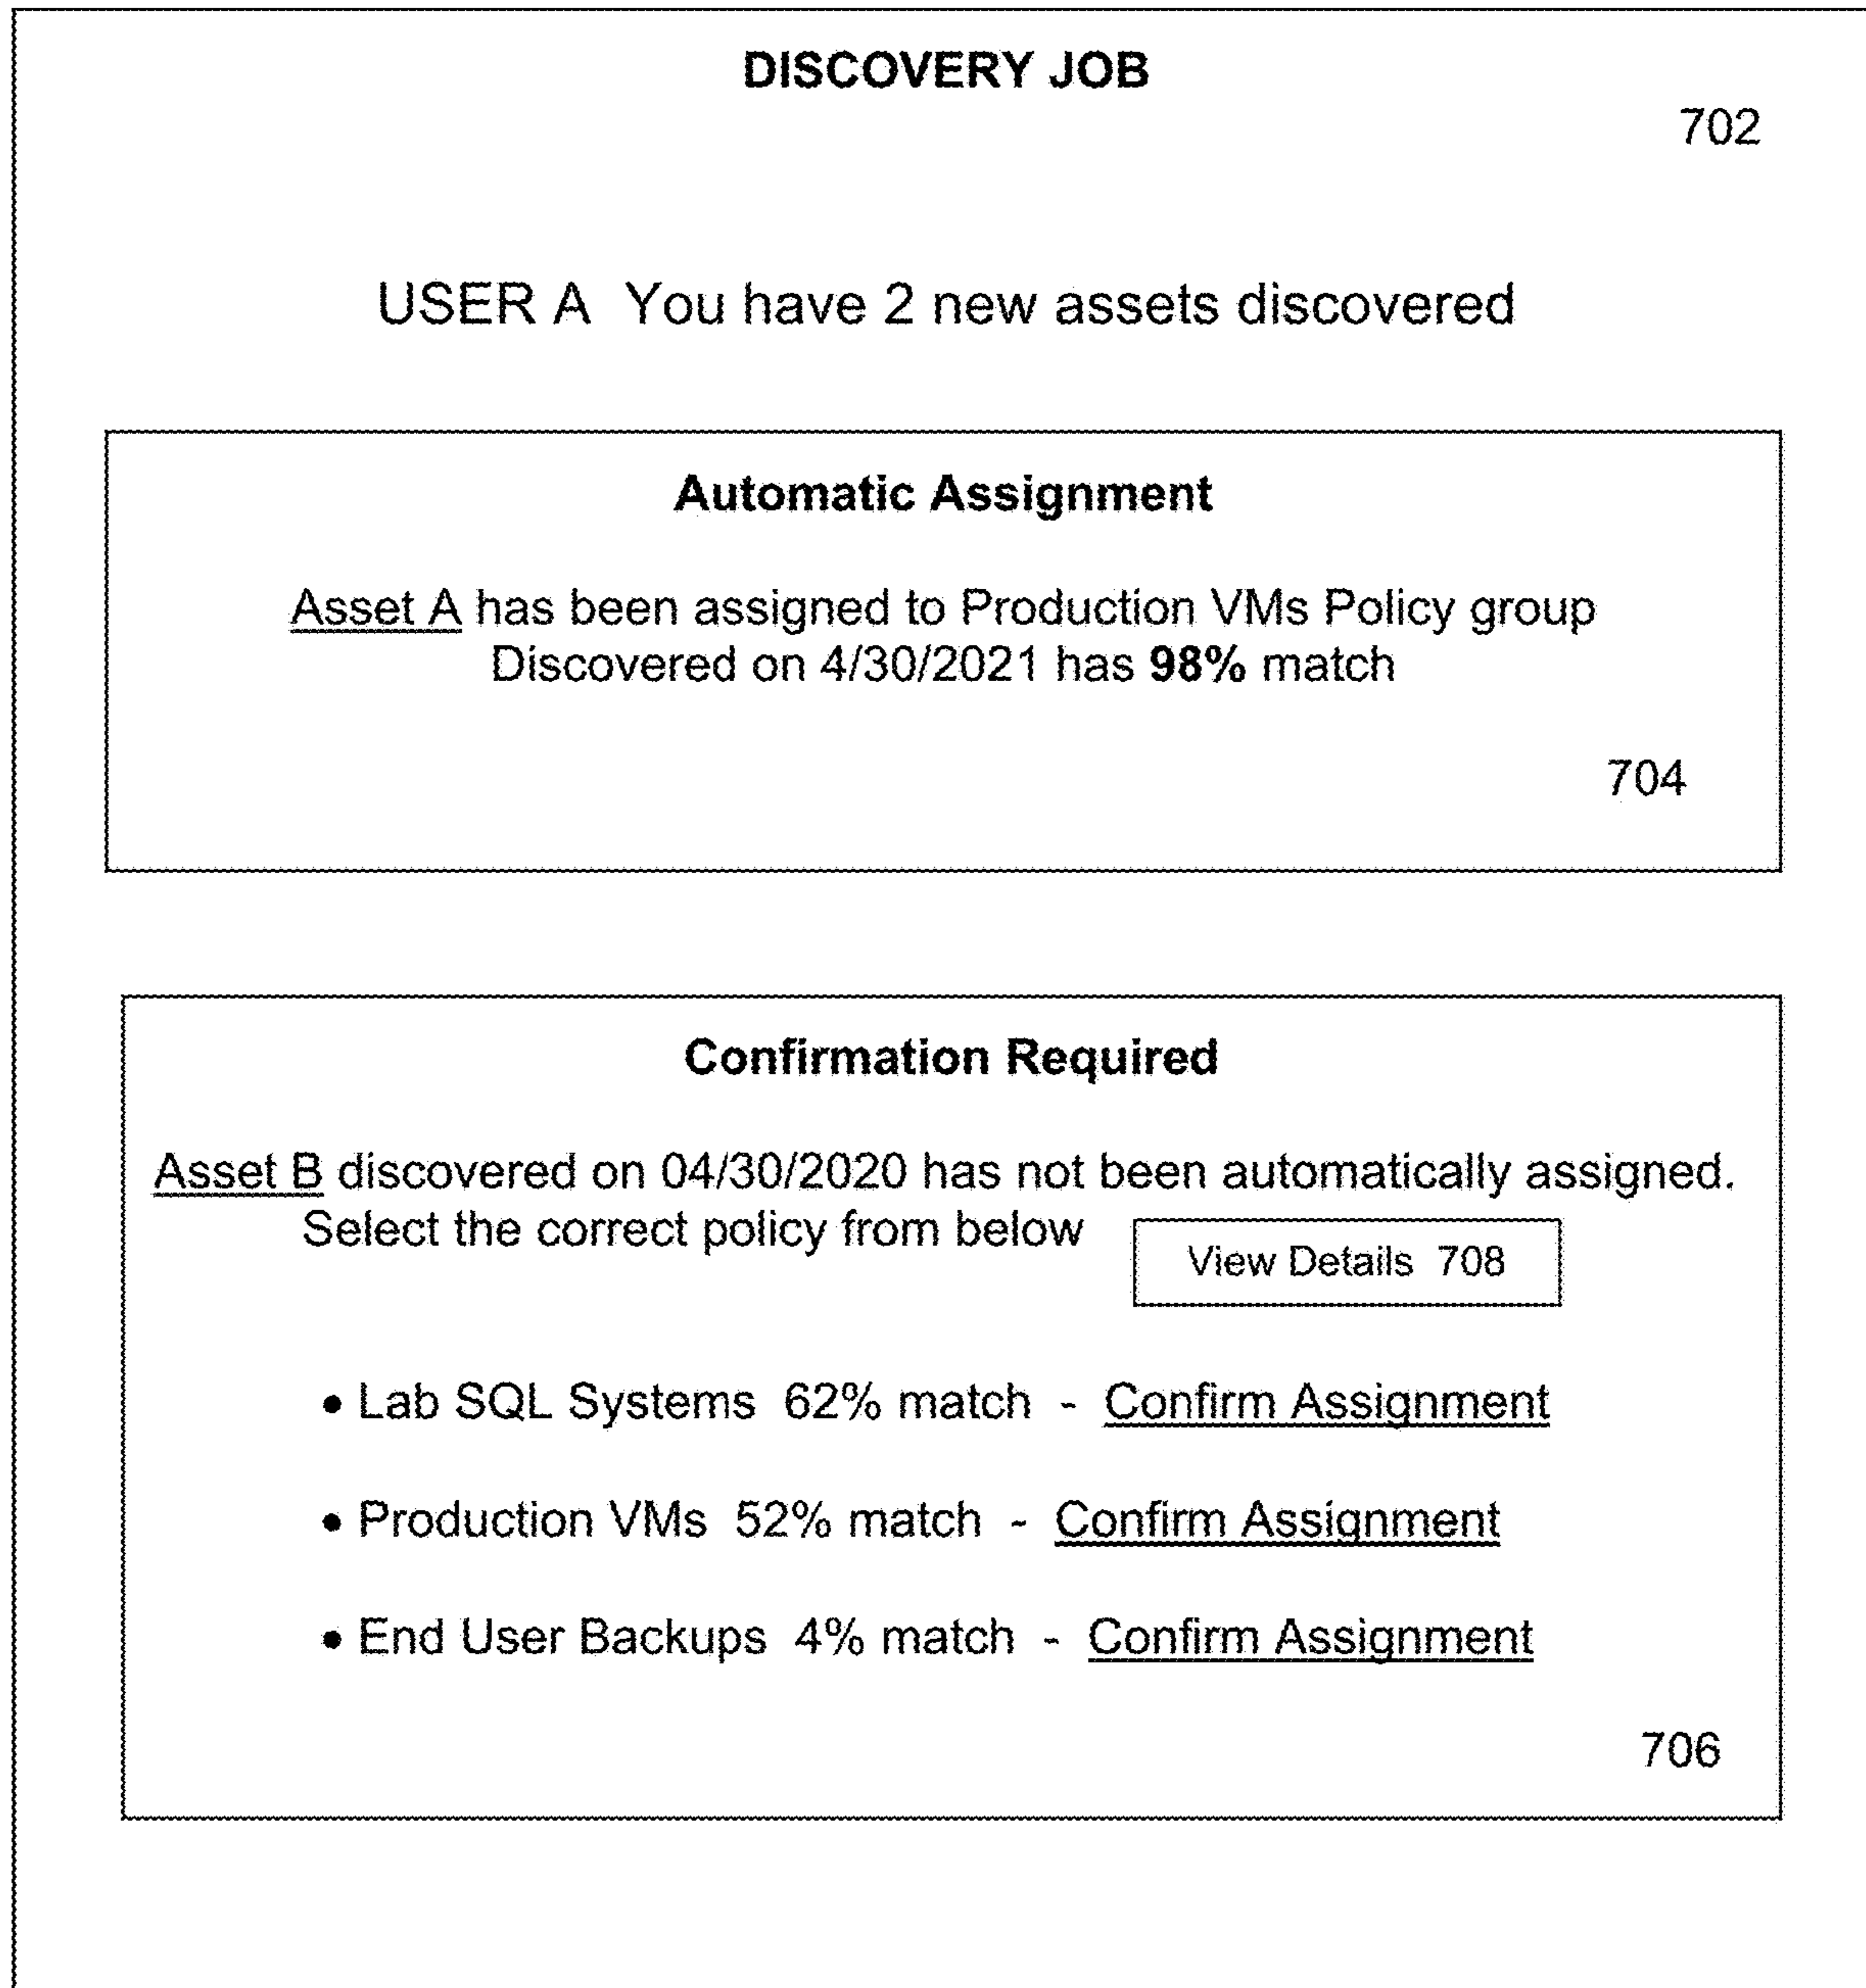 DISCOVERY JOB
702
USER A You have 2 new assets discovered
Automatic Assignment
Asset A has been assigned to Production VMs Policy group
Discovered on 4/30/2021 has 98% match
704
Confirmation Required
Asset B discovered on 04/30/2020 has not been automatically assigned.
Select the correct policy from below
View Details 708
• Lab SQL Systems 62% match - Confirm Assignment
• Production VMs 52% match - Confirm Assignment
• End User Backups 4% match - Confirm Assignment
706